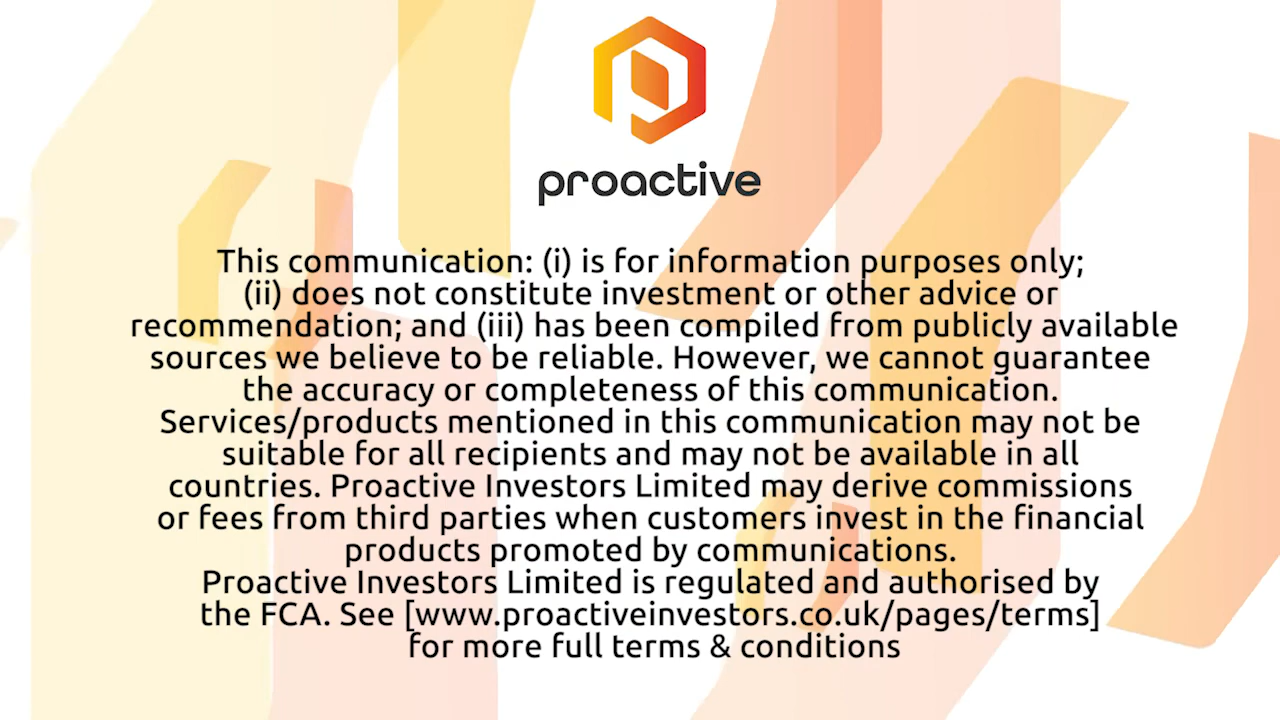 proactive
This communication: (i) is for information purposes only;
(ii) does not constitute investment or other advice or
recommendation; and (iii) has been compiled from publicly available
sources we believe to be reliable. However, we cannot guarantee
the accuracy or completeness of this communication.
Services/products mentioned in this communication may not be
suitable for all recipients and may not be available in all
countries. Proactive Investors Limited may derive commissions
or fees from third parties when customers invest in the financial
products promoted by communications.
Proactive Investors Limited is regulated and authorised by
the FCA. See [www.proactiveinvestors.co.uk/pages/terms]
for more full terms & conditions